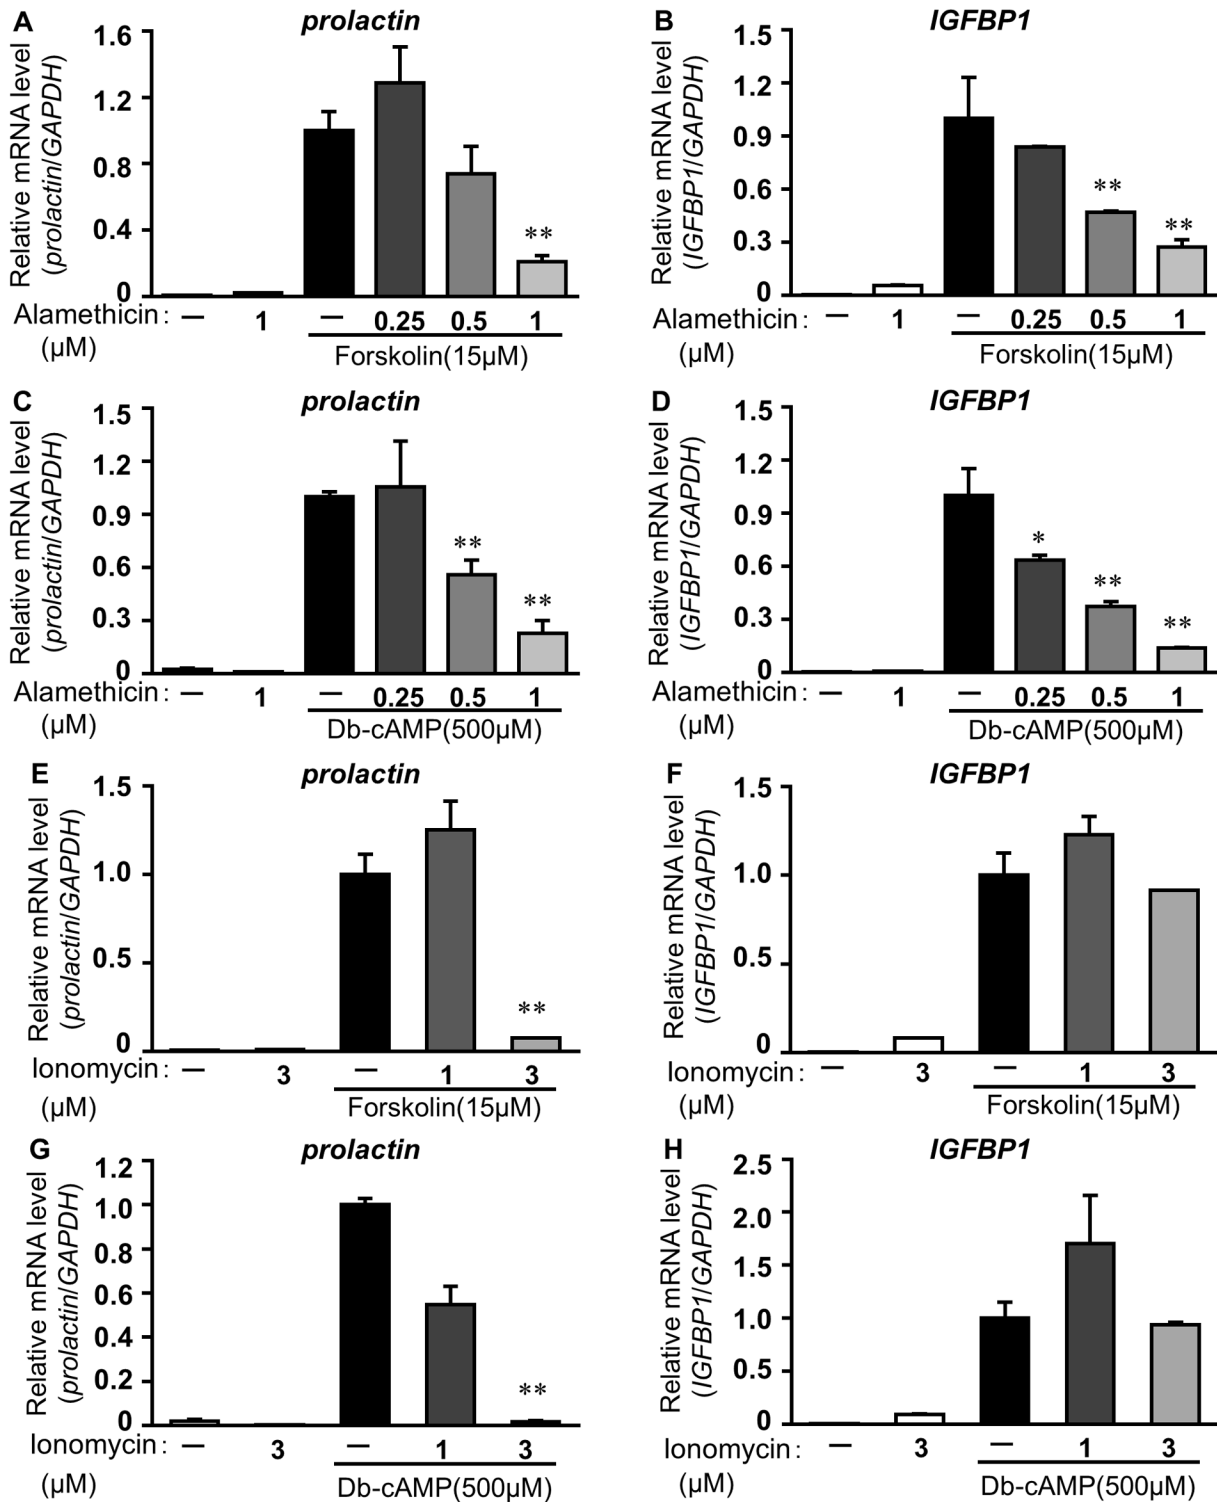 A
prolactin
Relative mRNA level
(prolactin/GAPDH)
1.6
1.2
0.8
0.4
0
Alamethicin: — 1 — 0.25 0.5 1
(µM)
Forskolin(15µM)
**
B
IGFBP1
Relative mRNA level
(IGFBP1/GAPDH)
1.5
1.2
0.9
0.6
0.3
0
** **
Alamethicin: — 1 — 0.25 0.5 1
(µM)
Forskolin(15µM)
C
prolactin
Relative mRNA level
(prolactin/GAPDH)
1.5
1.2
0.9
0.6
0.3
0
** **
Alamethicin: — 1 — 0.25 0.5 1
(µM)
Db-cAMP(500µM)
D
IGFBP1
Relative mRNA level
(IGFBP1/GAPDH)
1.5
1.2
0.9
0.6
0.3
0
* ** **
Alamethicin: — 1 — 0.25 0.5 1
(µM)
Db-cAMP(500µM)
E
prolactin
Relative mRNA level
(prolactin/GAPDH)
1.5
1.0
0.5
0
**
Ionomycin: — 3 — 1 3
(µM)
Forskolin(15µM)
F
IGFBP1
Relative mRNA level
(IGFBP1/GAPDH)
1.5
1.0
0.5
0
Ionomycin: — 3 — 1 3
(µM)
Forskolin(15µM)
G
prolactin
Relative mRNA level
(prolactin/GAPDH)
1.2
1.0
0.8
0.6
0.4
0.2
0
**
Ionomycin: — 3 — 1 3
(µM)
Db-cAMP(500µM)
H
IGFBP1
Relative mRNA level
(IGFBP1/GAPDH)
2.5
2.0
1.5
1.0
0.5
0
Ionomycin: — 3 — 1 3
(µM)
Db-cAMP(500µM)